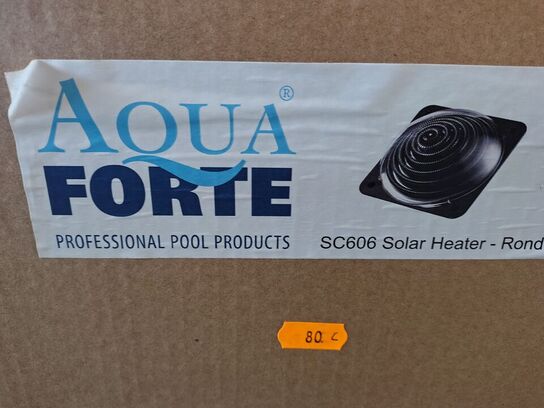 AQUA®
FORTE
PROFESSIONAL POOL PRODUCTS
SC606 Solar Heater - Rond
80